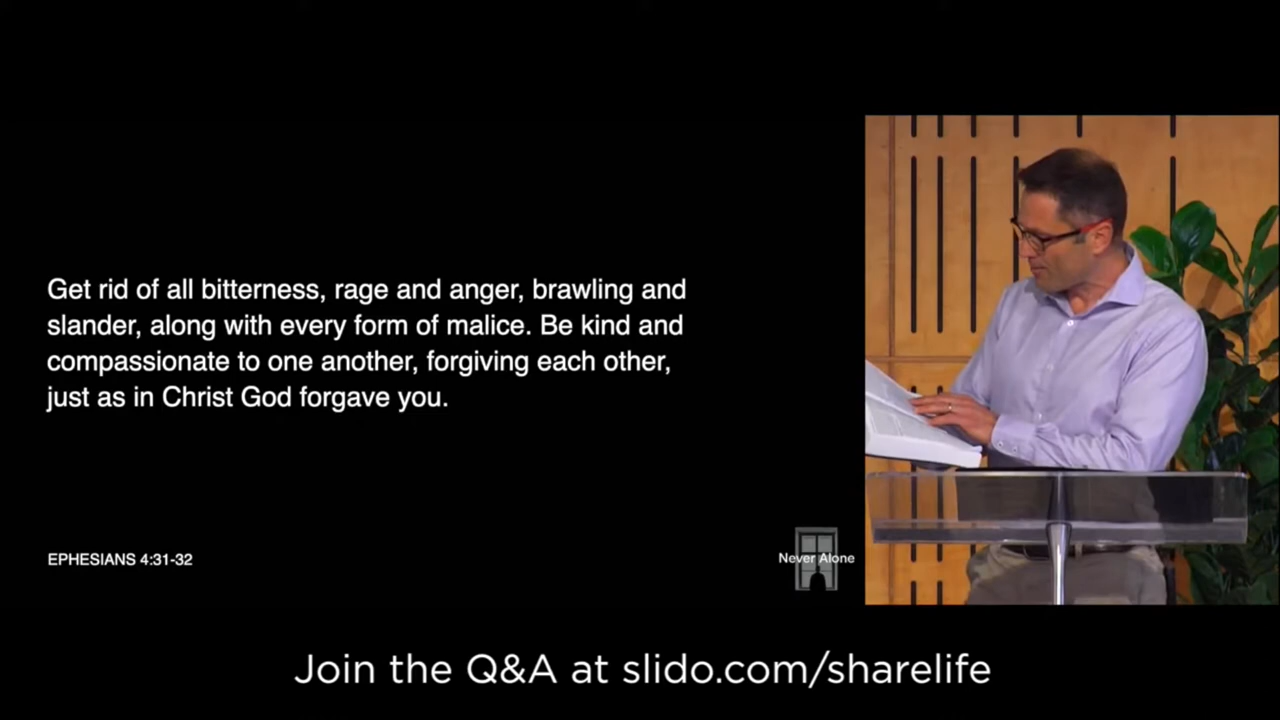 Get rid of all bitterness, rage and anger, brawling and
slander, along with every form of malice. Be kind and
compassionate to one another, forgiving each other,
just as in Christ God forgave you.
EPHESIANS 4:31-32
Never Alone
Join the Q&A at slido.com/sharelife